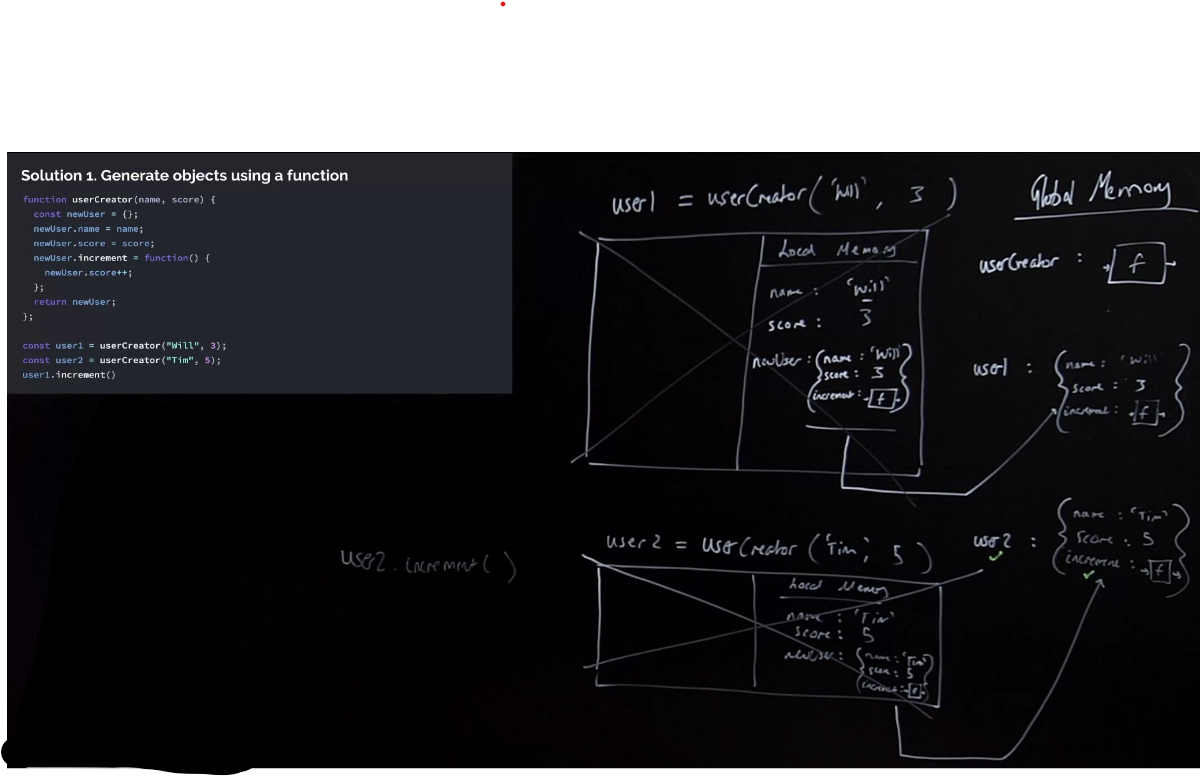 Solution 1. Generate objects using a function
function userCreator(name, score) {
const newUser = {};
newUser.name = name;
newUser.score = score;
newUser.increment = function() {
newUser.score++;
};
return newUser;
};
const user1 = userCreator("Will", 3);
const user2 = userCreator("Tim", 5);
user1.increment()
user1 = userCreator('Will', 3)
Local Memory
name : 'Will'
score : 3
newUser : {name : 'Will'
score : 3
increment : f}
user2.increment()
user2 = userCreator('Tim', 5)
Local Memory
name : 'Tim'
score : 5
newUser : {name : 'Tim'
score : 5
increment : f}
Global Memory
userCreator : f
user1 : {name : 'Will'
score : 3
increment : f}
user2 : {name : 'Tim'
score : 5
increment : f}